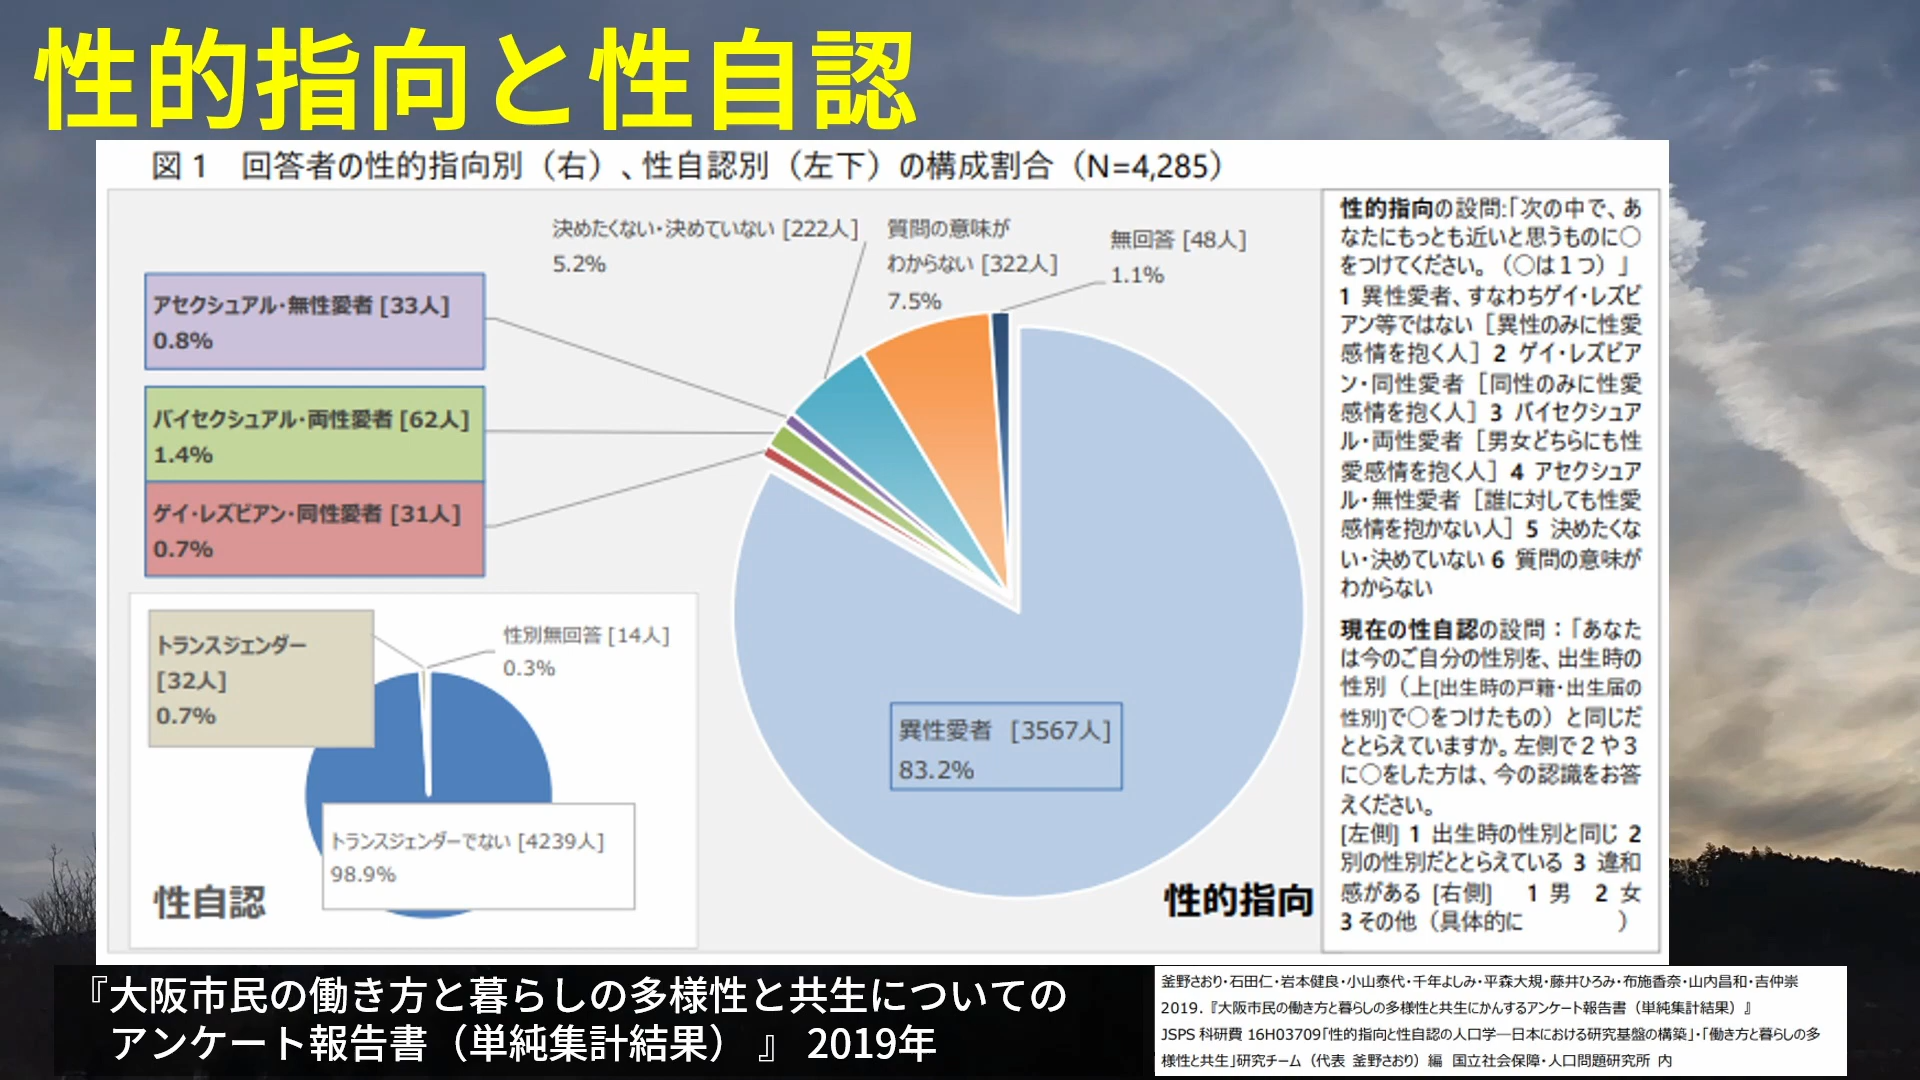 性的指向と性自認
図1　回答者の性的指向別（右）、性自認別（左下）の構成割合（N=4,285）
決めたくない・決めていない [222人]
5.2%
質問の意味が
わからない [322人]
7.5%
無回答 [48人]
1.1%
アセクシュアル・無性愛者 [33人]
0.8%
バイセクシュアル・両性愛者 [62人]
1.4%
ゲイ・レズビアン・同性愛者 [31人]
0.7%
異性愛者　[3567人]
83.2%
性的指向
トランスジェンダー
[32人]
0.7%
性別無回答 [14人]
0.3%
トランスジェンダーでない [4239人]
98.9%
性自認
性的指向の設問:「次の中で、あ
なたにもっとも近いと思うものに○
をつけてください。（○は１つ）」
1 異性愛者、すなわちゲイ・レズビ
アン等ではない［異性のみに性愛
感情を抱く人］2 ゲイ・レズビア
ン・同性愛者［同性のみに性愛
感情を抱く人］3 バイセクシュア
ル・両性愛者［男女どちらにも性
愛感情を抱く人］4 アセクシュア
ル・無性愛者［誰に対しても性愛
感情を抱かない人］5 決めたくな
い・決めていない 6 質問の意味が
わからない
現在の性自認の設問：「あなた
は今のご自分の性別を、出生時の
性別（上[出生時の戸籍・出生届の
性別]で○をつけたもの）と同じだ
ととらえていますか。左側で２や３
に○をした方は、今の認識をお答
えください。
[左側] 1 出生時の性別と同じ 2
別の性別だととらえている 3 違和
感がある [右側]　1 男　2 女
3 その他（具体的に　　　　）
『大阪市民の働き方と暮らしの多様性と共生についての
アンケート報告書（単純集計結果） 』 2019年
釜野さおり・石田仁・岩本健良・小山泰代・千年よしみ・平森大規・藤井ひろみ・布施香奈・山内昌和・吉仲崇
2019.『大阪市民の働き方と暮らしの多様性と共生にかんするアンケート報告書（単純集計結果）』
JSPS 科研費 16H03709「性的指向と性自認の人口学―日本における研究基盤の構築」・「働き方と暮らしの多
様性と共生」研究チーム（代表 釜野さおり）編　国立社会保障・人口問題研究所 内